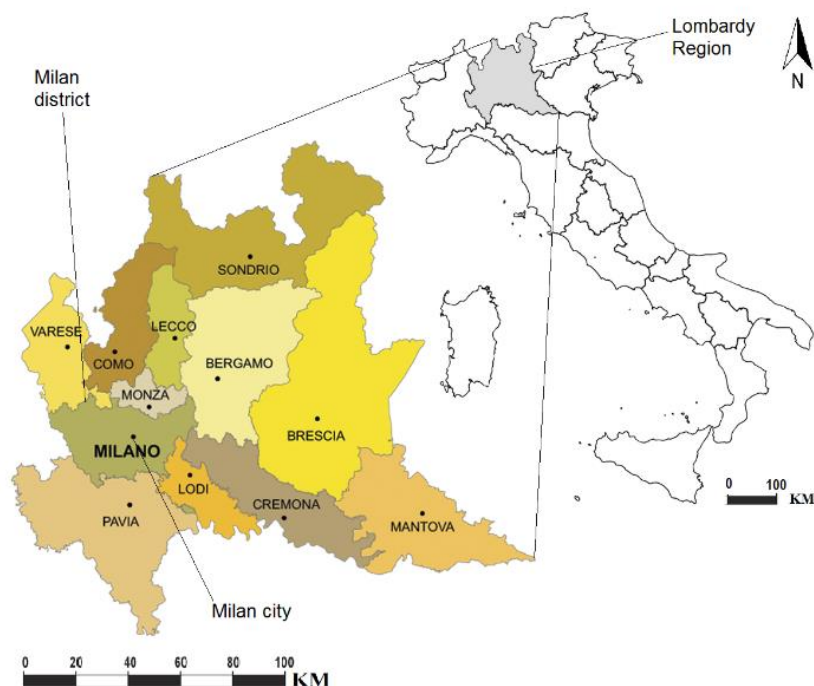 Lombardy
Region
N
Milan
district
SONDRIO
VARESE
LECCO
COMO
BERGAMO
MONZA
BRESCIA
MILANO
LODI
CREMONA
PAVIA
MANTOVA
0 100
KM
Milan city
0 20 40 60 80 100
KM